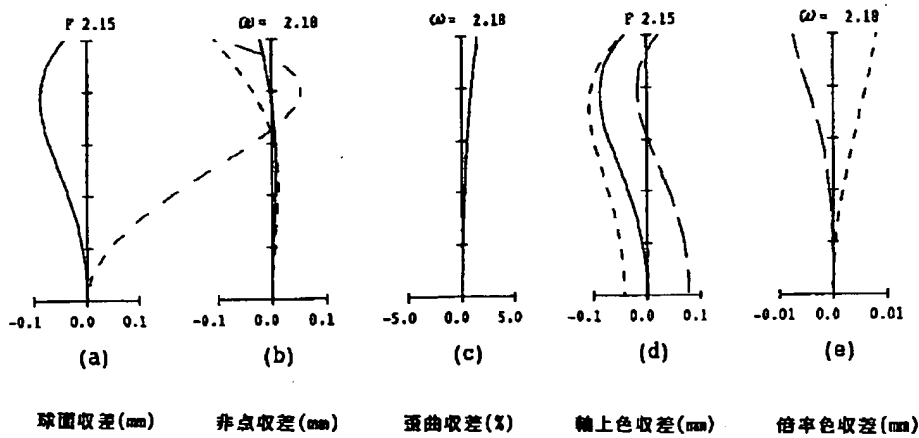 F 2.15
ω= 2.18
ω= 2.18
F 2.15
ω= 2.18
-0.1 0.0 0.1
-0.1 0.0 0.1
-5.0 0.0 5.0
-0.1 0.0 0.1
-0.01 0.0 0.01
(a)
(b)
(c)
(d)
(e)
球面収差(mm)
非点収差(mm)
歪曲収差(%)
軸上色収差(mm)
倍率色収差(mm)